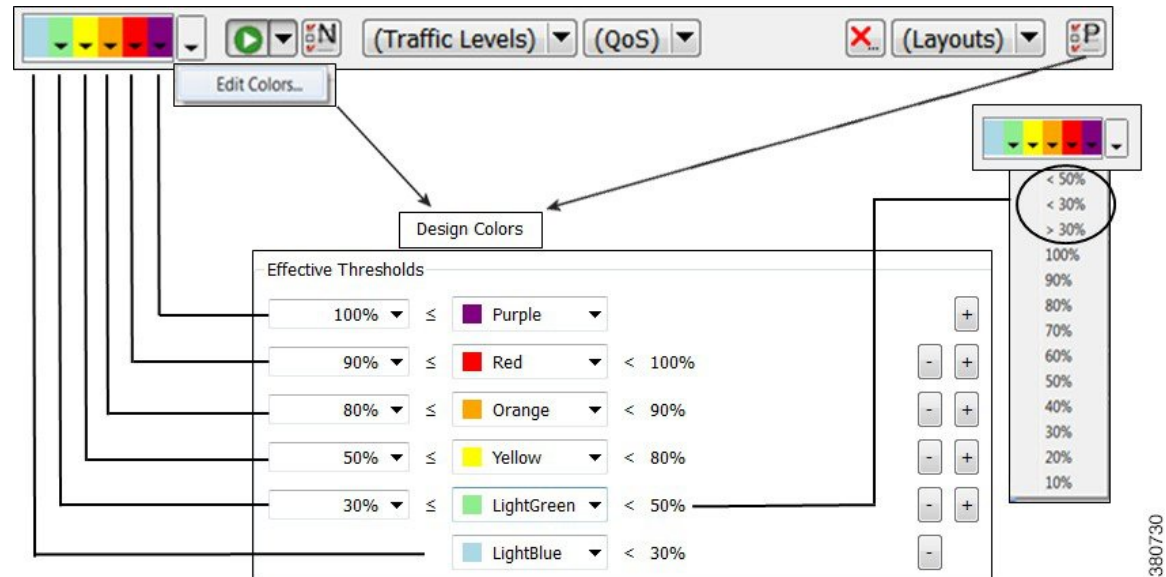 N (Traffic Levels) (QoS) (Layouts) P
Edit Colors...
Design Colors
Effective Thresholds
100% ≤ Purple +
90% ≤ Red < 100% - +
80% ≤ Orange < 90% - +
50% ≤ Yellow < 80% - +
30% ≤ LightGreen < 50% - +
LightBlue < 30% -
< 50%
< 30%
> 30%
100%
90%
80%
70%
60%
50%
40%
30%
20%
10%
380730